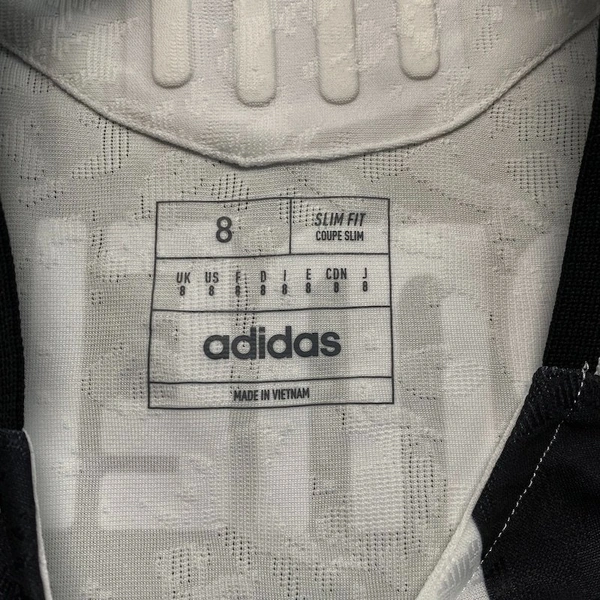 8
SLIM FIT
COUPE SLIM
UK US F D I E CDN J
8 8 8 8 8 8 8 8
adidas
MADE IN VIETNAM